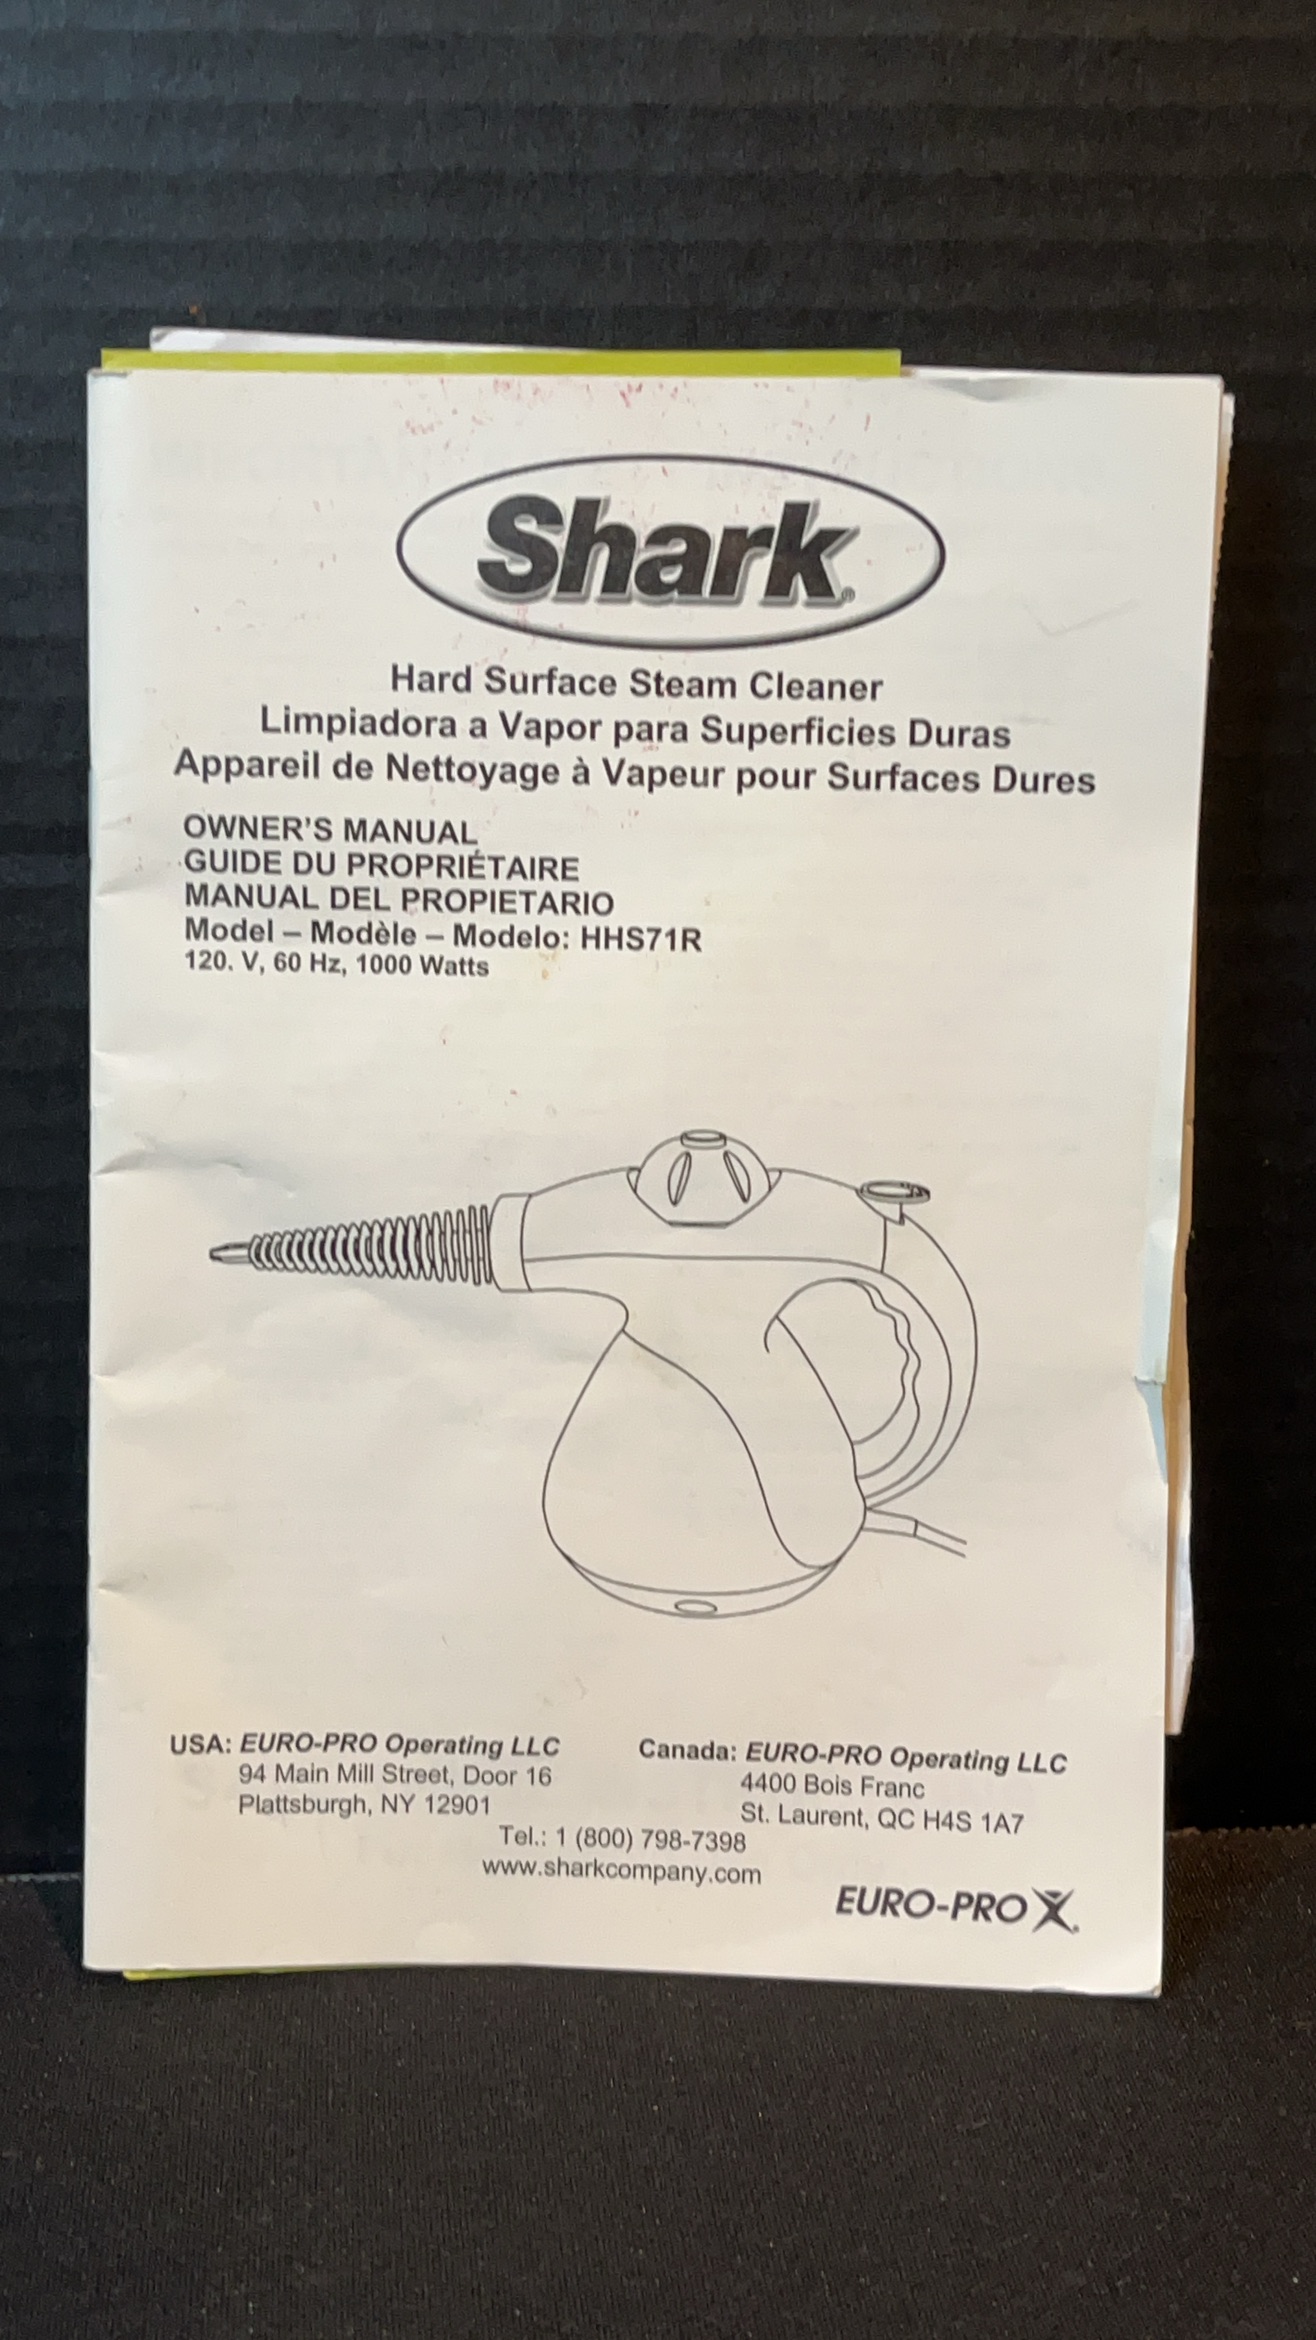 Shark®
Hard Surface Steam Cleaner
Limpiadora a Vapor para Superficies Duras
Appareil de Nettoyage à Vapeur pour Surfaces Dures
OWNER'S MANUAL
GUIDE DU PROPRIÉTAIRE
MANUAL DEL PROPIETARIO
Model – Modèle – Modelo: HHS71R
120. V, 60 Hz, 1000 Watts
USA: EURO-PRO Operating LLC
94 Main Mill Street, Door 16
Plattsburgh, NY 12901
Canada: EURO-PRO Operating LLC
4400 Bois Franc
St. Laurent, QC H4S 1A7
Tel.: 1 (800) 798-7398
www.sharkcompany.com
EURO-PRO X